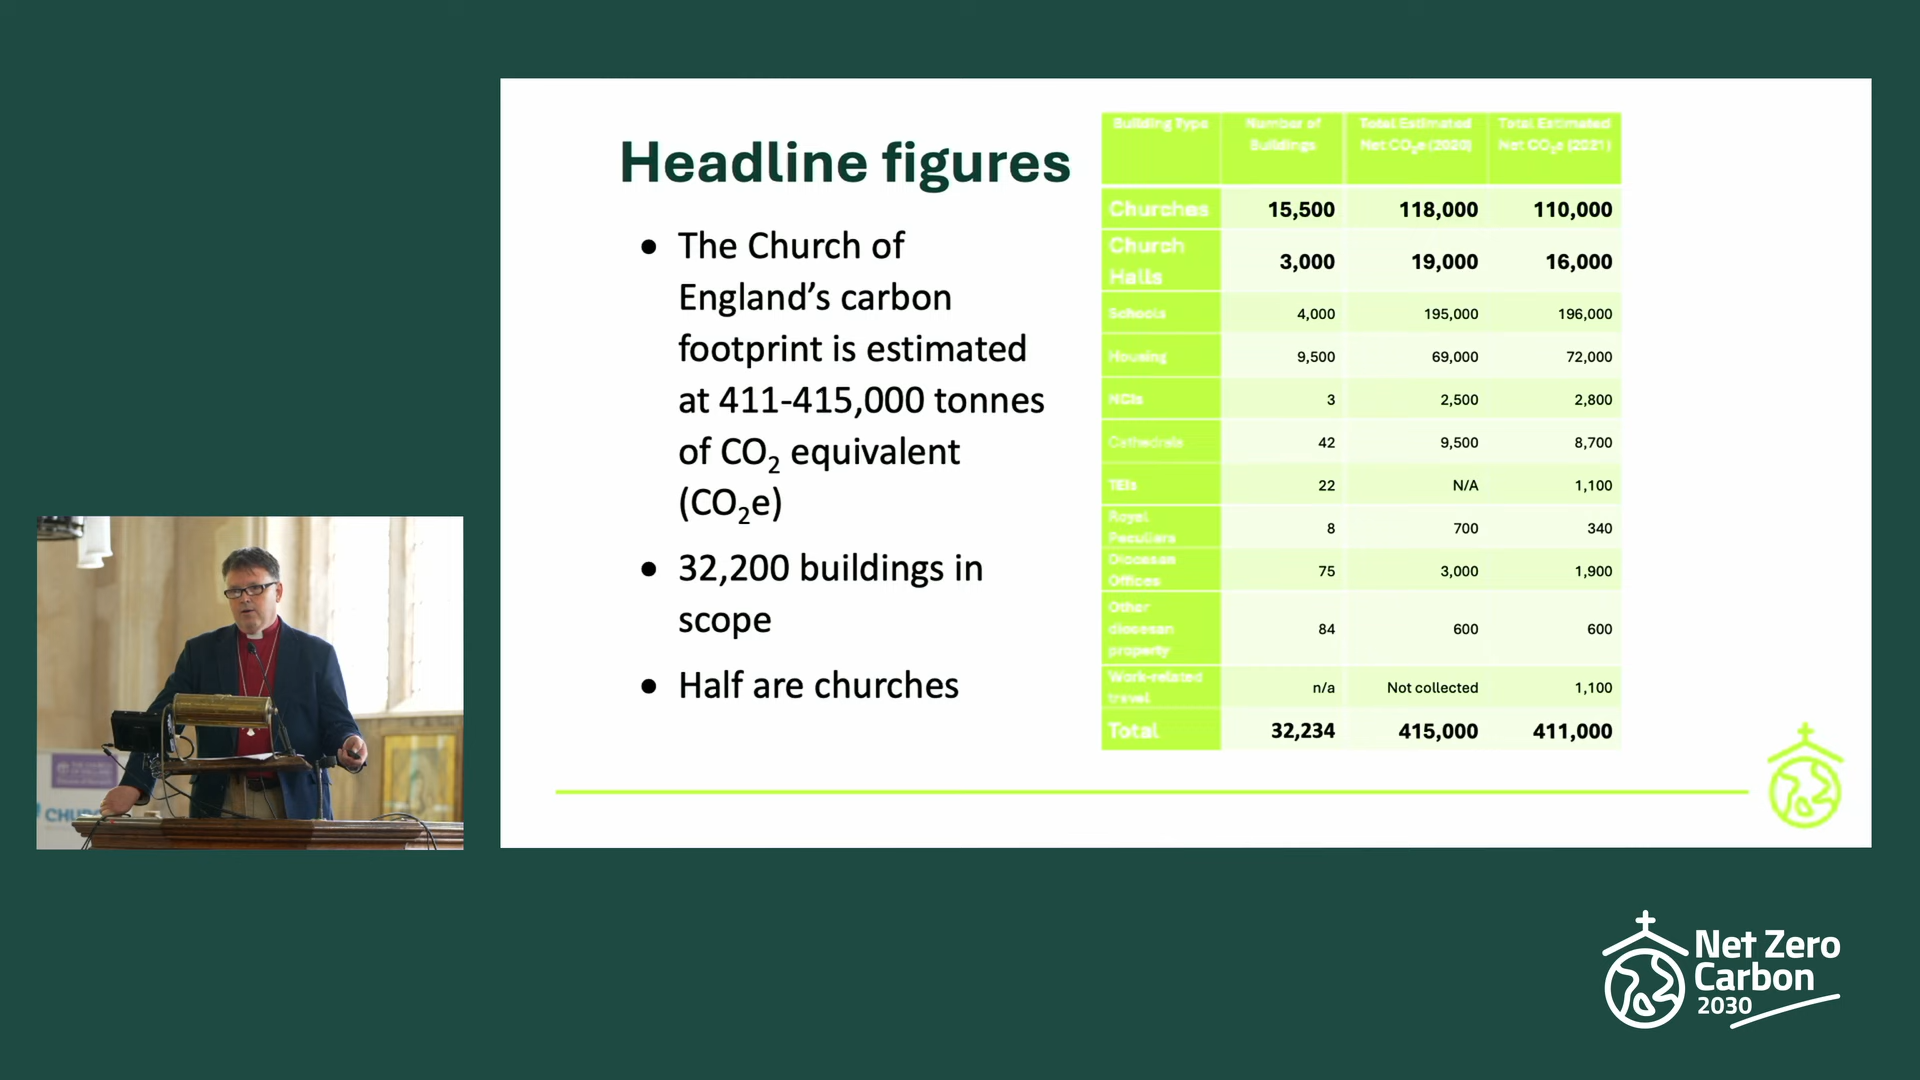 Headline figures
• The Church of
England’s carbon
footprint is estimated
at 411-415,000 tonnes
of CO₂ equivalent
(CO₂e)
• 32,200 buildings in
scope
• Half are churches
Building Type Number of Buildings Total Estimated Net CO₂e (2020) Total Estimated Net CO₂e (2021)
Churches 15,500 118,000 110,000
Church Halls 3,000 19,000 16,000
Schools 4,000 195,000 196,000
Housing 9,500 69,000 72,000
NCIs 3 2,500 2,800
Cathedrals 42 9,500 8,700
TEIs 22 N/A 1,100
Royal Peculiars 8 700 340
Diocesan Offices 75 3,000 1,900
Other diocesan property 84 600 600
Work-related travel n/a Not collected 1,100
Total 32,234 415,000 411,000
Net Zero
Carbon
2030